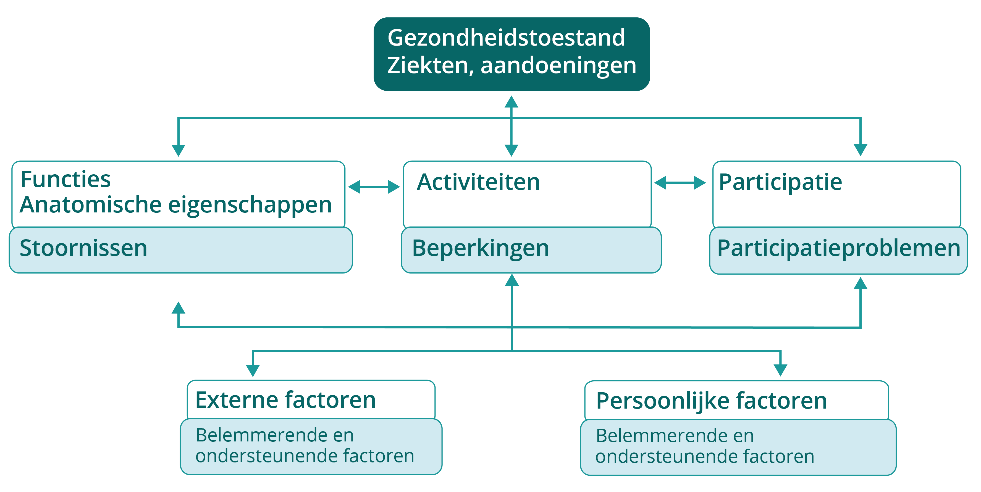 Gezondheidstoestand
Ziekten, aandoeningen
Functies
Anatomische eigenschappen
Stoornissen
Activiteiten
Beperkingen
Participatie
Participatieproblemen
Externe factoren
Belemmerende en
ondersteunende factoren
Persoonlijke factoren
Belemmerende en
ondersteunende factoren